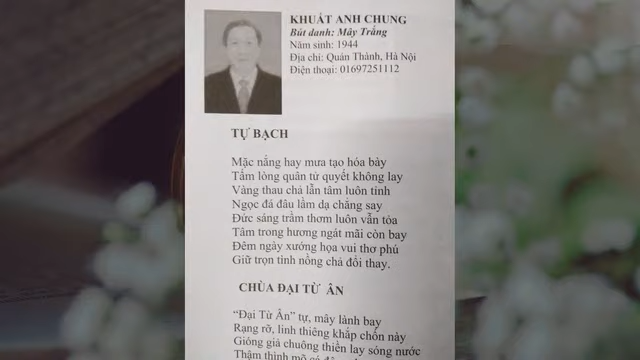 KHUẤT ANH CHUNG
Bút danh: Mây Trắng
Năm sinh: 1944
Địa chỉ: Quán Thánh, Hà Nội
Điện thoại: 01697251112
TỰ BẠCH
Mặc nắng hay mưa tạo hóa bày
Tấm lòng quân tử quyết không lay
Vàng thau chả lẫn tâm luôn tỉnh
Ngọc đá đâu lầm dạ chẳng say
Đức sáng trầm thơm luôn vẫn tỏa
Tâm trong hương ngát mãi còn bay
Đêm ngày xướng họa vui thơ phú
Giữ trọn tình nồng chả đổi thay.
CHÙA ĐẠI TỪ ÂN
“Đại Từ Ân” tự, mây lành bay
Rạng rỡ, linh thiêng khắp chốn này
Gióng giả chuông thiền lay sóng nước
Thậm thịnh mõ